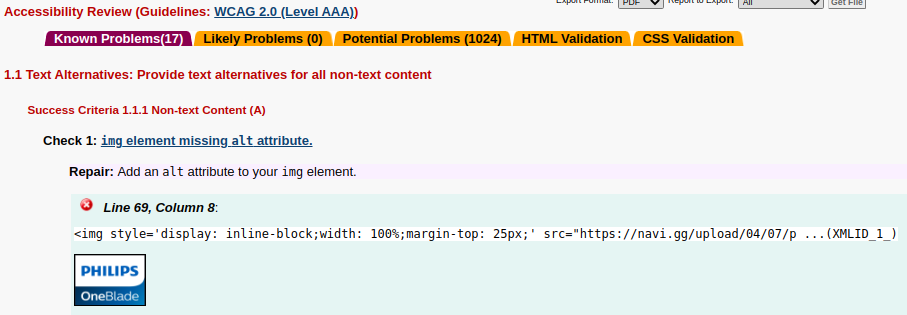 Export Format: PDF Report to Export: All Get File
Accessibility Review (Guidelines: WCAG 2.0 (Level AAA))
Known Problems(17) Likely Problems (0) Potential Problems (1024) HTML Validation CSS Validation
1.1 Text Alternatives: Provide text alternatives for all non-text content
Success Criteria 1.1.1 Non-text Content (A)
Check 1: img element missing alt attribute.
Repair: Add an alt attribute to your img element.
Line 69, Column 8:
<img style='display: inline-block;width: 100%;margin-top: 25px;' src="https://navi.gg/upload/04/07/p ...(XMLID_1_)
PHILIPS
OneBlade